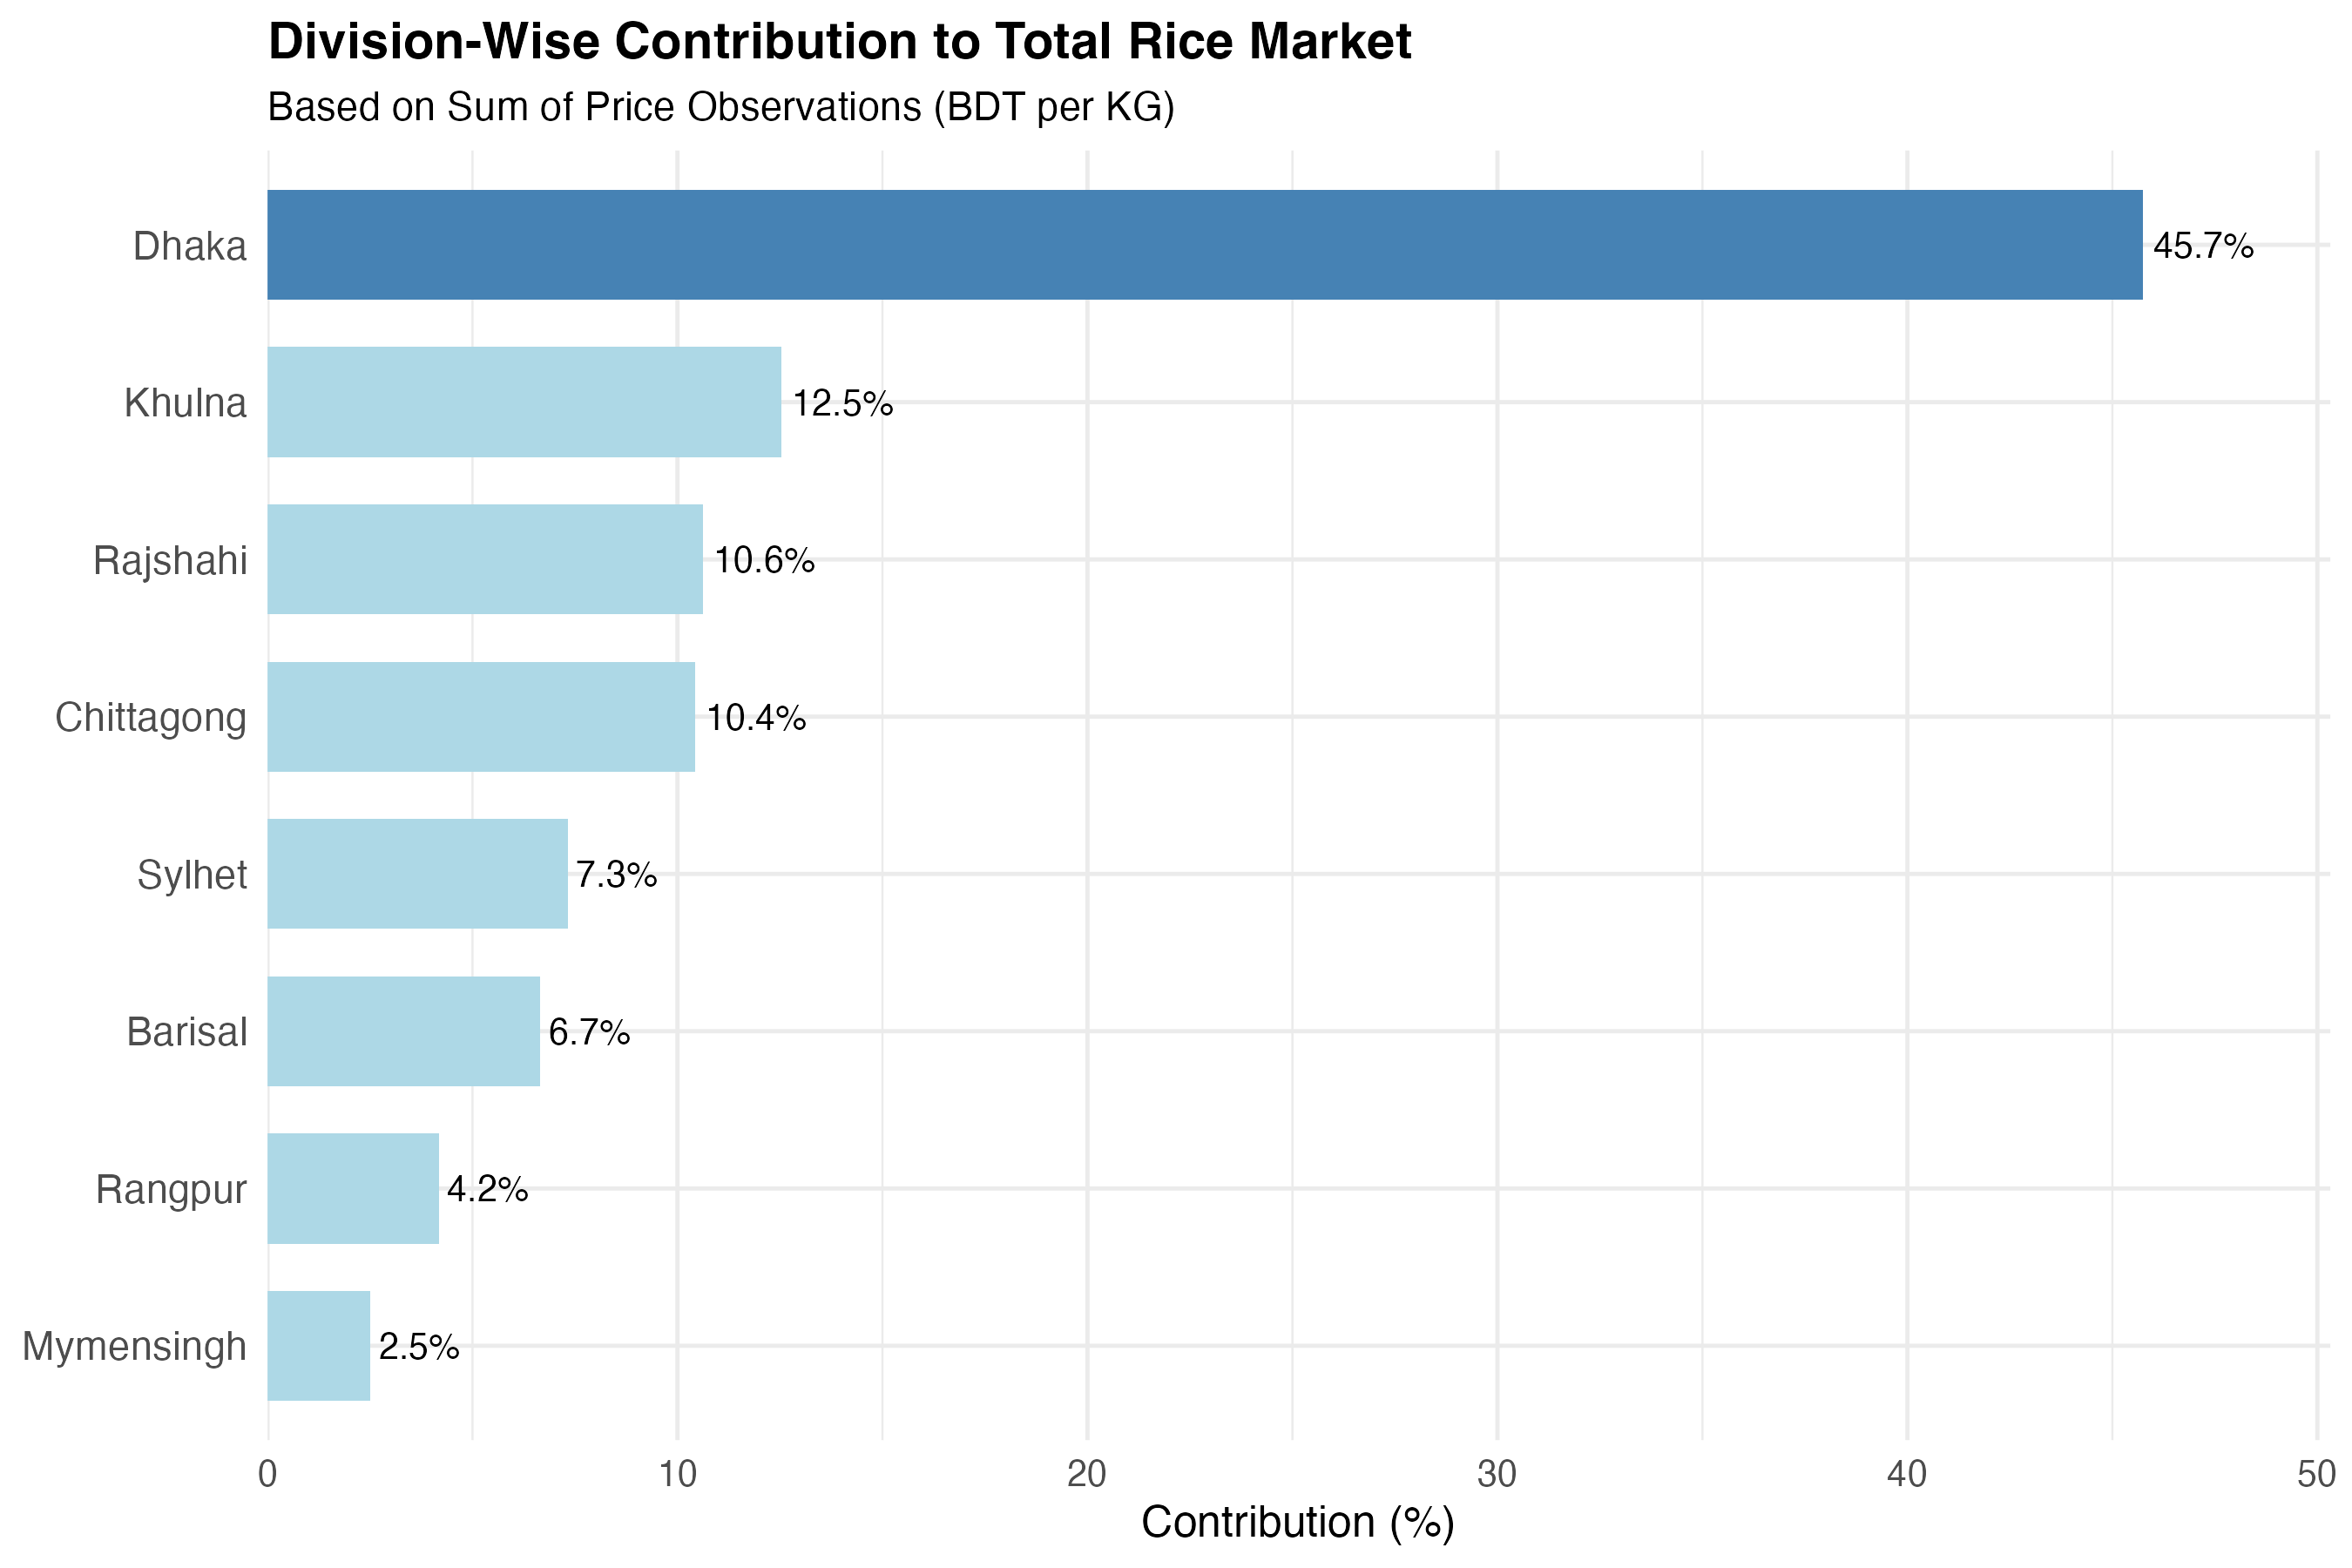 Division-Wise Contribution to Total Rice Market
Based on Sum of Price Observations (BDT per KG)
Dhaka 45.7%
Khulna 12.5%
Rajshahi 10.6%
Chittagong 10.4%
Sylhet 7.3%
Barisal 6.7%
Rangpur 4.2%
Mymensingh 2.5%
0 10 20 30 40 50
Contribution (%)